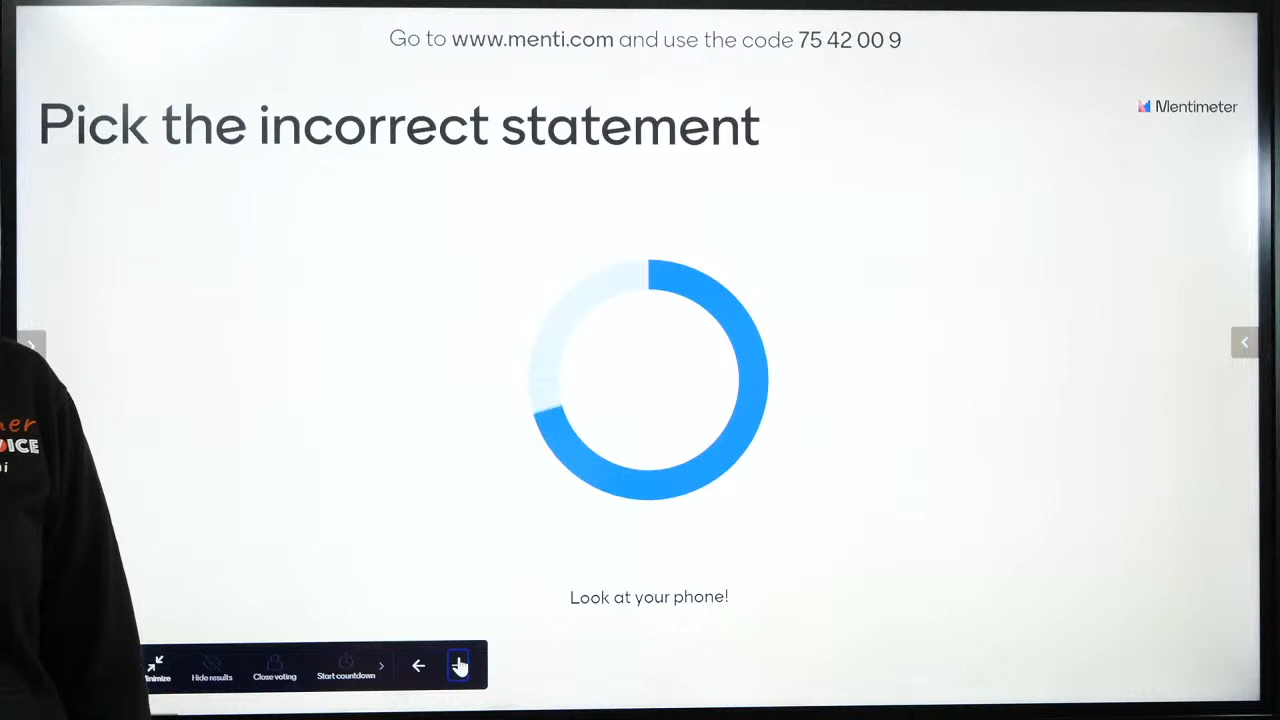 Go to www.menti.com and use the code 75 42 00 9
Pick the incorrect statement
Mentimeter
Look at your phone!
Hide results
Close voting
Start countdown